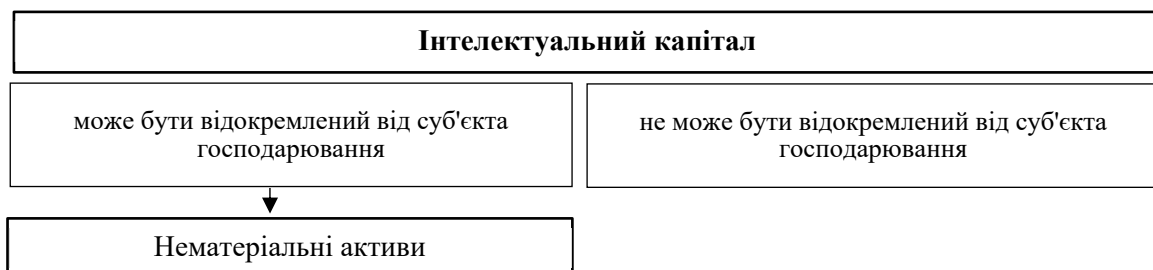 Інтелектуальний капітал
може бути відокремлений від суб'єкта
господарювання
не може бути відокремлений від суб'єкта
господарювання
Нематеріальні активи